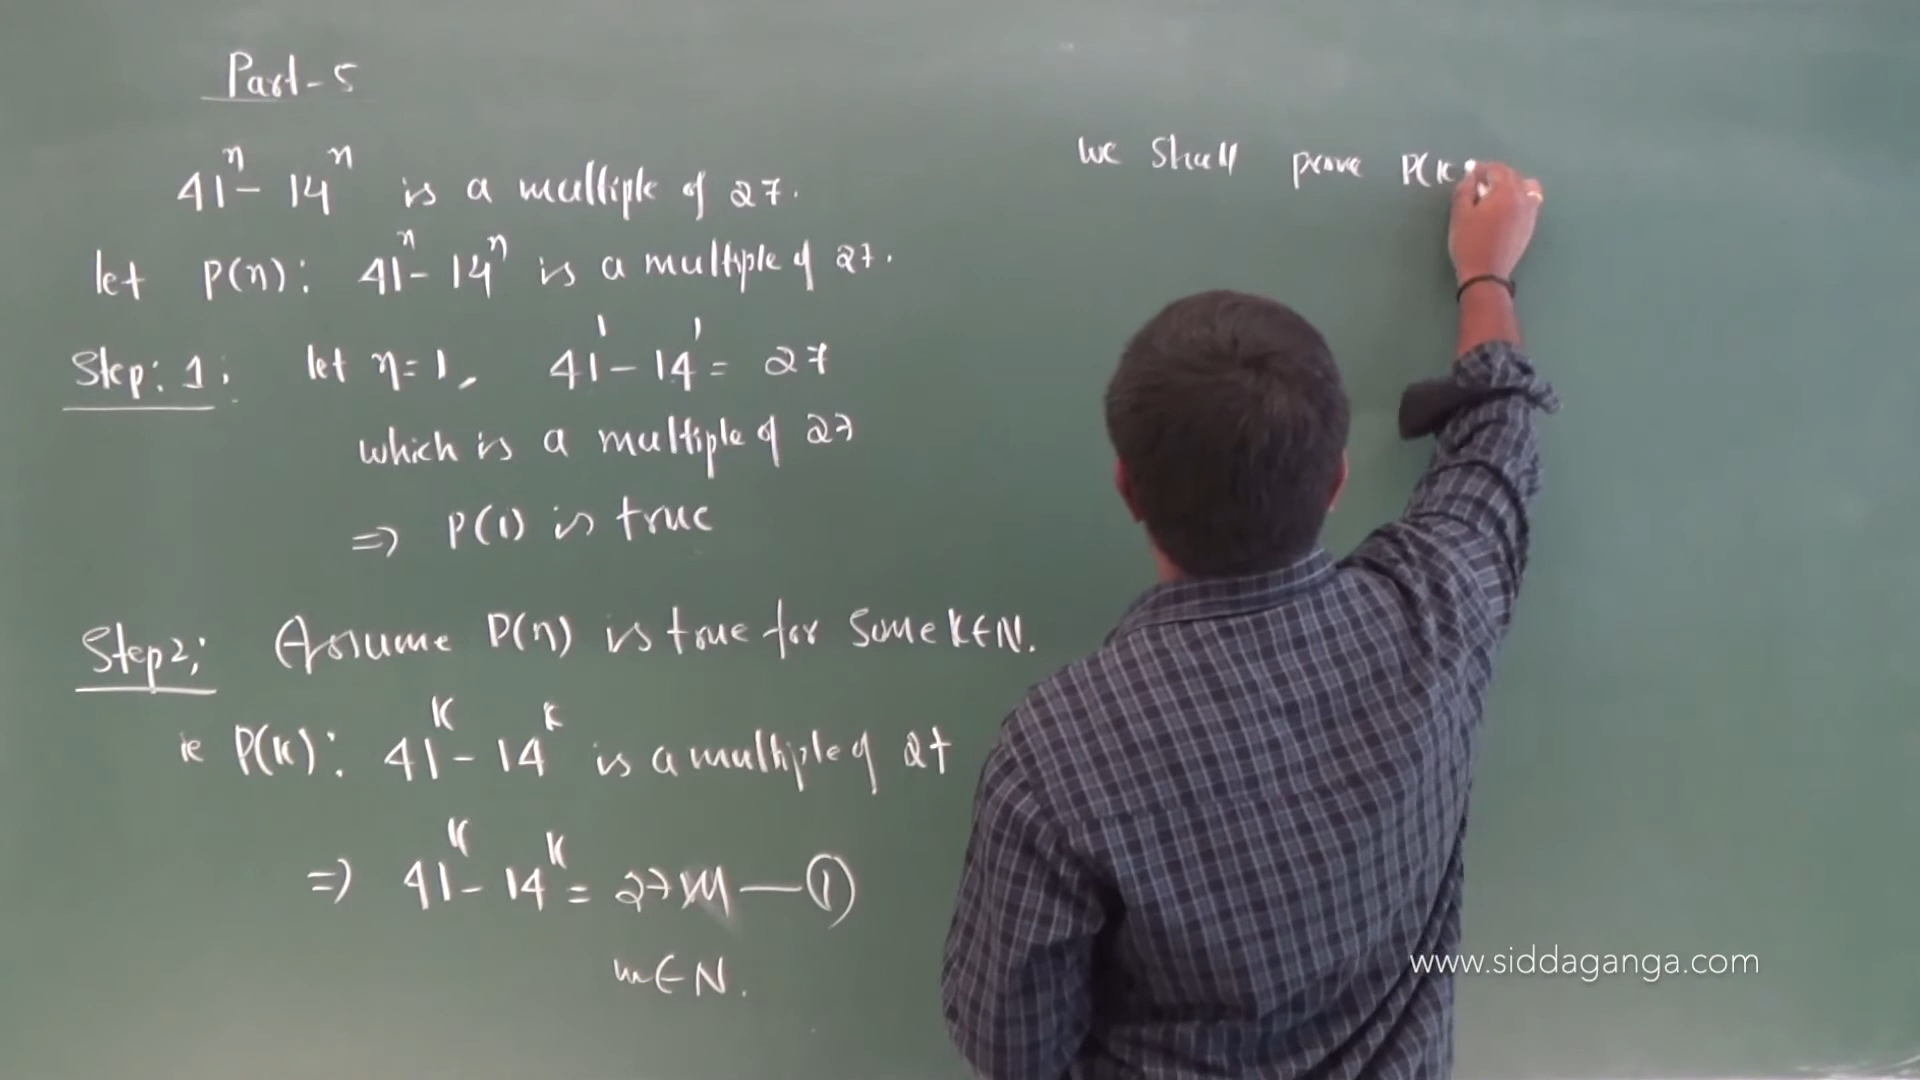 Part-5
41ⁿ - 14ⁿ is a multiple of 27.
let P(n): 41ⁿ - 14ⁿ is a multiple of 27.
Step: 1: let n=1, 41¹ - 14¹ = 27
which is a multiple of 27
⇒ P(1) is true
Step 2: Assume P(n) is true for some K∈N.
ie P(k): 41ᴷ - 14ᴷ is a multiple of 27
⇒ 41ᴷ - 14ᴷ = 27 M — ①
m∈N.
we shall prove P(K
www.siddaganga.com